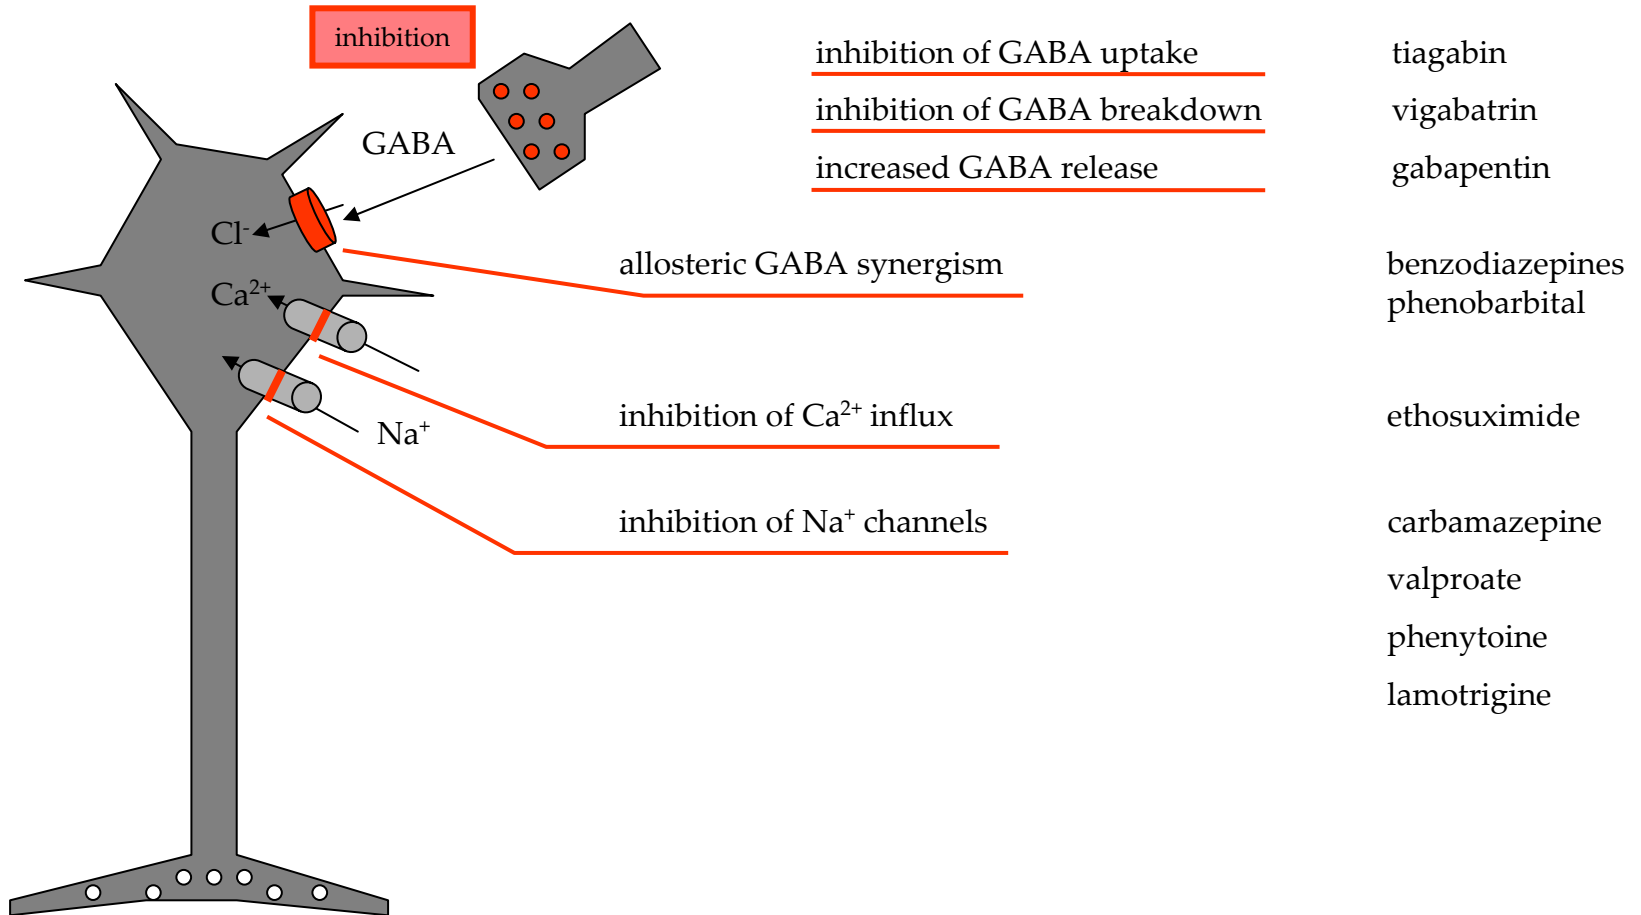 inhibition
inhibition of GABA uptake tiagabin
inhibition of GABA breakdown vigabatrin
GABA
increased GABA release gabapentin
Cl⁻
allosteric GABA synergism benzodiazepines
phenobarbital
Ca²⁺
inhibition of Ca²⁺ influx ethosuximide
Na⁺
inhibition of Na⁺ channels carbamazepine
valproate
phenytoine
lamotrigine